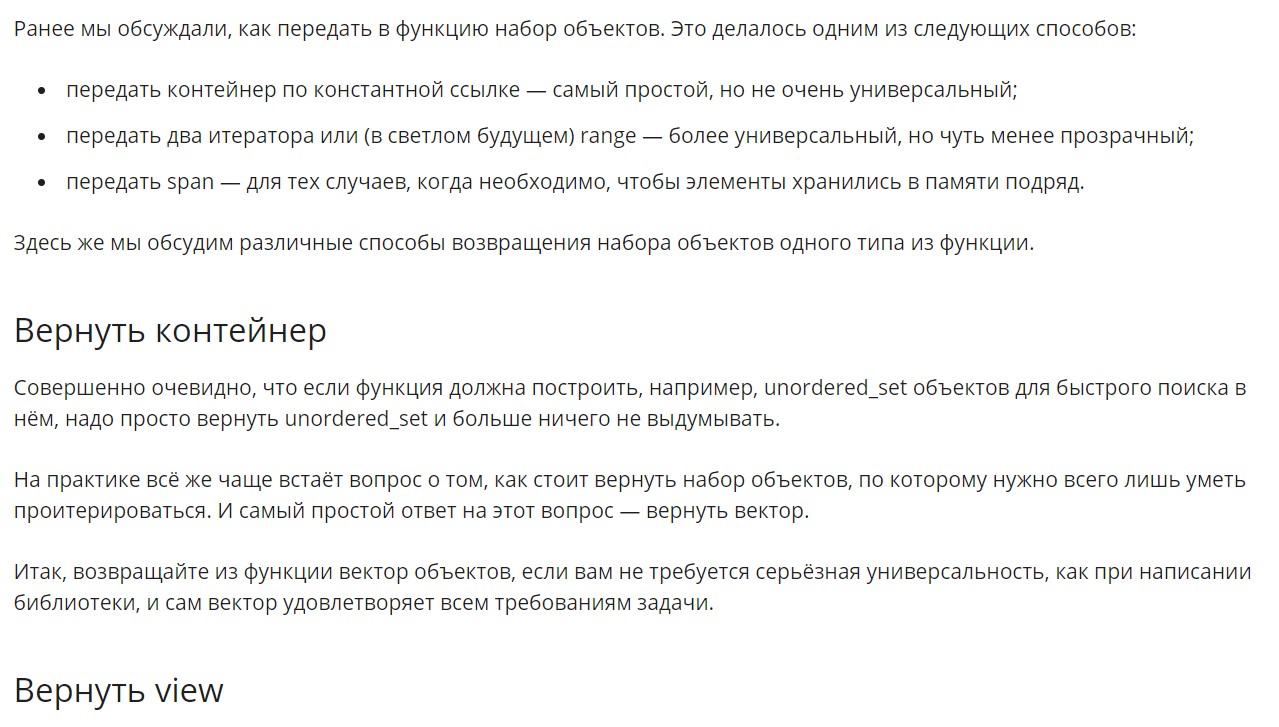 Ранее мы обсуждали, как передать в функцию набор объектов. Это делалось одним из следующих способов:
• передать контейнер по константной ссылке — самый простой, но не очень универсальный;
• передать два итератора или (в светлом будущем) range — более универсальный, но чуть менее прозрачный;
• передать span — для тех случаев, когда необходимо, чтобы элементы хранились в памяти подряд.
Здесь же мы обсудим различные способы возвращения набора объектов одного типа из функции.
Вернуть контейнер
Совершенно очевидно, что если функция должна построить, например, unordered_set объектов для быстрого поиска в
нём, надо просто вернуть unordered_set и больше ничего не выдумывать.
На практике всё же чаще встаёт вопрос о том, как стоит вернуть набор объектов, по которому нужно всего лишь уметь
проитерироваться. И самый простой ответ на этот вопрос — вернуть вектор.
Итак, возвращайте из функции вектор объектов, если вам не требуется серьёзная универсальность, как при написании
библиотеки, и сам вектор удовлетворяет всем требованиям задачи.
Вернуть view